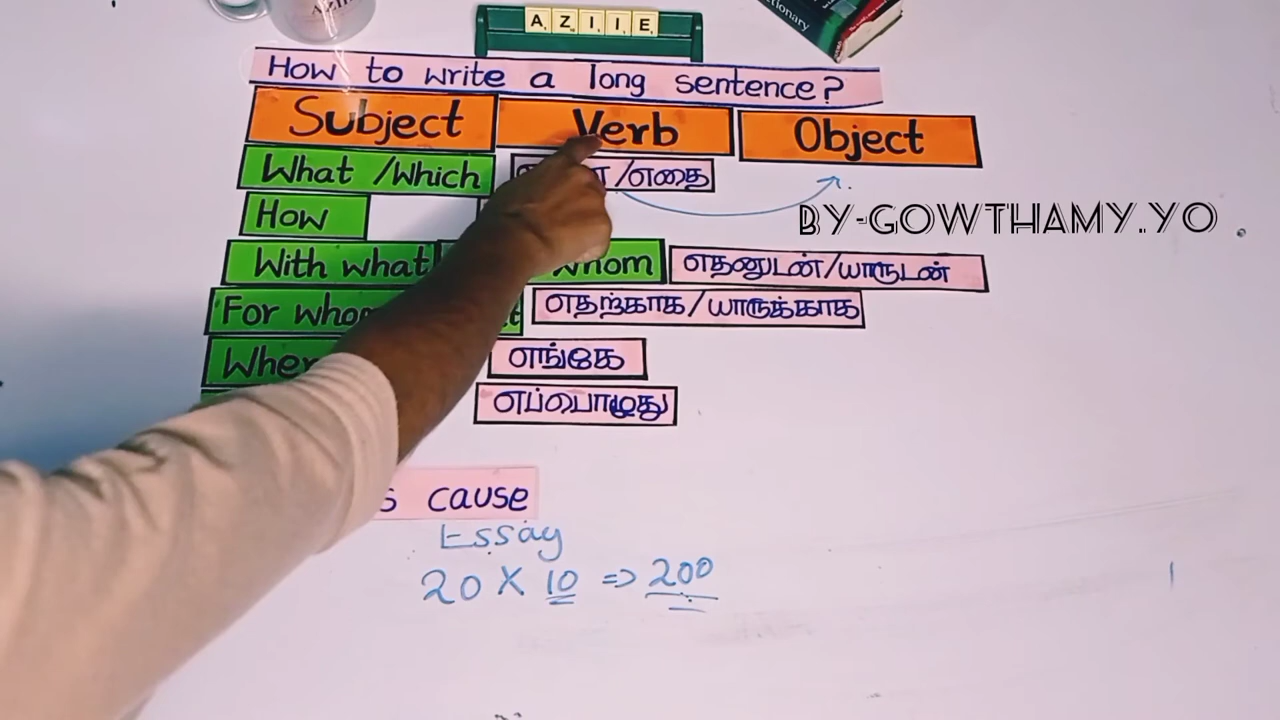 AZIIE
How to write a long sentence?
Subject Verb Object
What /Which /எதை
How
BY-GOWTHAMY.YO
With what whom எதனுடன்/யாருடன்
For எதற்காக/யாருக்காக
எங்கே
எப்பொழுது
cause
Essay
20 X 10 => 200